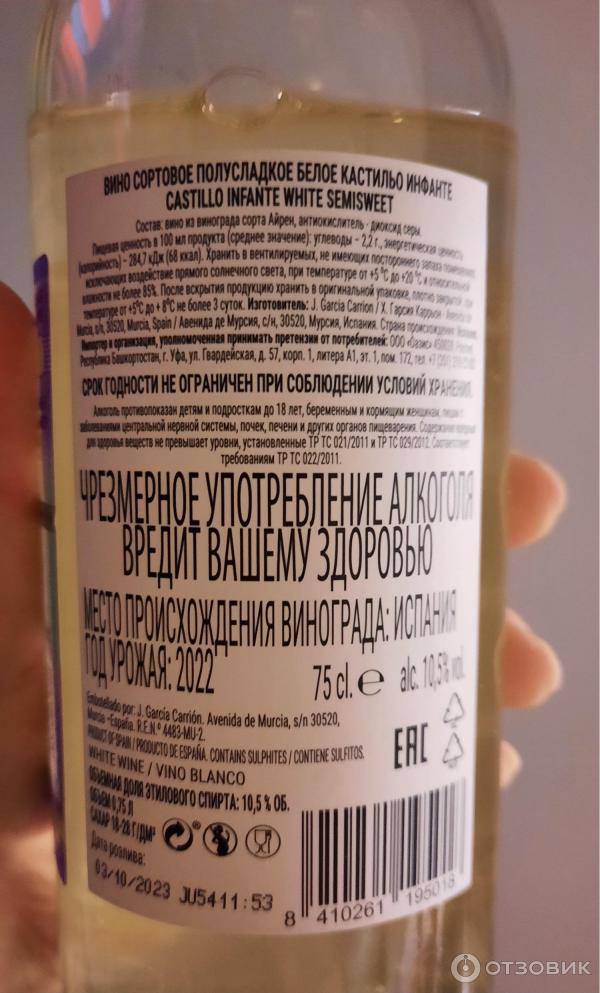 ВИНО СОРТОВОЕ ПОЛУСЛАДКОЕ БЕЛОЕ КАСТИЛЬО ИНФАНТЕ
CASTILLO INFANTE WHITE SEMISWEET
Состав: вино из винограда сорта Айрен, антиокислитель - диоксид серы.
Пищевая ценность в 100 мл продукта (среднее значение): углеводы – 2,2 г., энергетическая ценность
(калорийность) – 284,7 кДж (68 ккал). Хранить в вентилируемых, не имеющих постороннего запаха помещениях,
исключающих воздействие прямого солнечного света, при температуре от +5°С до +20°С и относительной
влажности не более 85%. После вскрытия продукцию хранить в оригинальной упаковке, плотно закрытой, при
температуре от +5°С до + 8°С не более 3 суток. Изготовитель: J. Garcia Carrion / Х. Гарсия Каррьон - Avenida de
Murcia, s/n, 30520, Murcia, Spain / Авенида де Мурсия, с/н, 30520, Мурсия, Испания. Страна происхождения: Испания.
Импортер и организация, уполномоченная принимать претензии от потребителей: ООО «Оазис» 450038, Россия,
Республика Башкортостан, г. Уфа, ул. Гвардейская, д. 57, корп. 1, литера А1, эт. 1, пом. 172, тел.
СРОК ГОДНОСТИ НЕ ОГРАНИЧЕН ПРИ СОБЛЮДЕНИИ УСЛОВИЙ ХРАНЕНИЯ.
Алкоголь противопоказан детям и подросткам до 18 лет, беременным и кормящим женщинам, лицам с
заболеваниями центральной нервной системы, почек, печени и других органов пищеварения. Содержание
для здоровья веществ не превышает уровни, установленные ТР ТС 021/2011 и ТР ТС 029/2012. Соответствует
требованиям ТР ТС 022/2011.
ЧРЕЗМЕРНОЕ УПОТРЕБЛЕНИЕ АЛКОГОЛЯ
ВРЕДИТ ВАШЕМУ ЗДОРОВЬЮ
МЕСТО ПРОИСХОЖДЕНИЯ ВИНОГРАДА: ИСПАНИЯ
ГОД УРОЖАЯ: 2022
75 cl. e alc. 10,5% vol.
Embotellado por: J. García Carrión. Avenida de Murcia, s/n 30520,
Murcia -España. R.E.N.º 4483-MU-2.
PRODUCT OF SPAIN / PRODUCTO DE ESPAÑA. CONTAINS SULPHITES / CONTIENE SULFITOS.
EAC
WHITE WINE / VINO BLANCO
ОБЪЕМНАЯ ДОЛЯ ЭТИЛОВОГО СПИРТА: 10,5 % ОБ.
ОБЪЕМ 0,75 Л
САХАР 18-28 Г/ДМ³
Дата розлива:
03/10/2023 JU5411:53
8 410261 195018
ОТЗОВИК